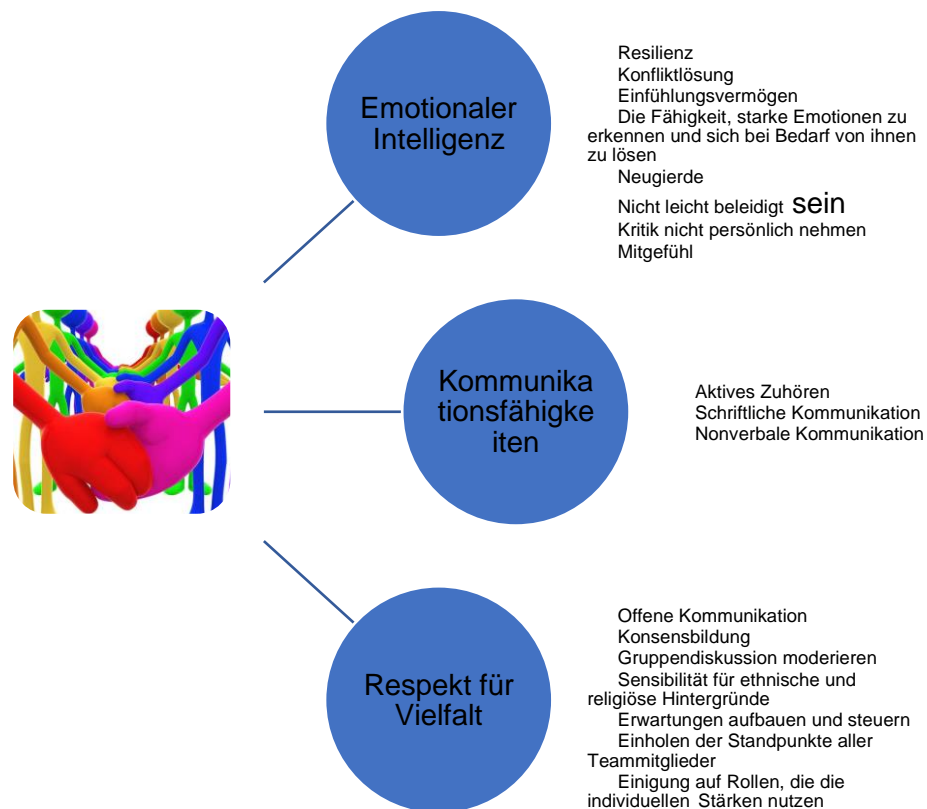 Emotionaler
Intelligenz
Resilienz
Konfliktlösung
Einfühlungsvermögen
Die Fähigkeit, starke Emotionen zu
erkennen und sich bei Bedarf von ihnen
zu lösen
Neugierde
Nicht leicht beleidigt sein
Kritik nicht persönlich nehmen
Mitgefühl
Kommunika
tionsfähigke
iten
Aktives Zuhören
Schriftliche Kommunikation
Nonverbale Kommunikation
Respekt für
Vielfalt
Offene Kommunikation
Konsensbildung
Gruppendiskussion moderieren
Sensibilität für ethnische und
religiöse Hintergründe
Erwartungen aufbauen und steuern
Einholen der Standpunkte aller
Teammitglieder
Einigung auf Rollen, die die
individuellen Stärken nutzen